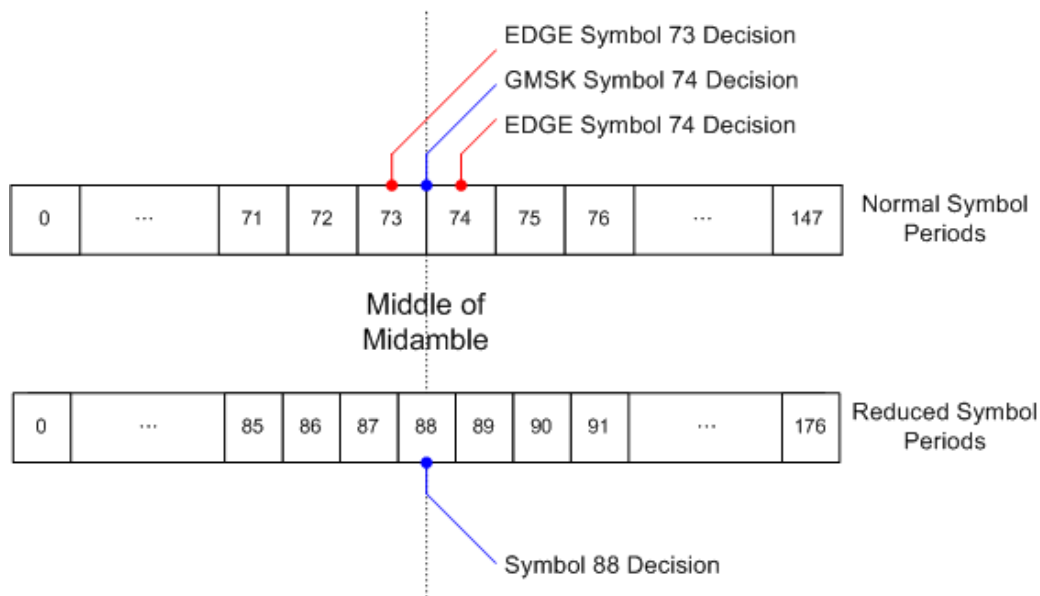 EDGE Symbol 73 Decision
GMSK Symbol 74 Decision
EDGE Symbol 74 Decision
0 ... 71 72 73 74 75 76 ... 147
Normal Symbol
Periods
Middle of
Midamble
0 ... 85 86 87 88 89 90 91 ... 176
Reduced Symbol
Periods
Symbol 88 Decision